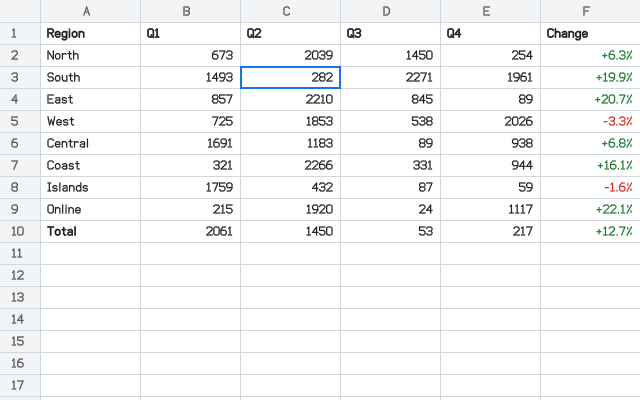 A B C D E F
1 Region Q1 Q2 Q3 Q4 Change
2 North 673 2039 1450 254 +6.3%
3 South 1493 282 2271 1961 +19.9%
4 East 857 2210 845 89 +20.7%
5 West 725 1853 538 2026 -3.3%
6 Central 1691 1183 89 938 +6.8%
7 Coast 321 2266 331 944 +16.1%
8 Islands 1759 432 87 59 -1.6%
9 Online 215 1920 24 1117 +22.1%
10 Total 2061 1450 53 217 +12.7%
11
12
13
14
15
16
17